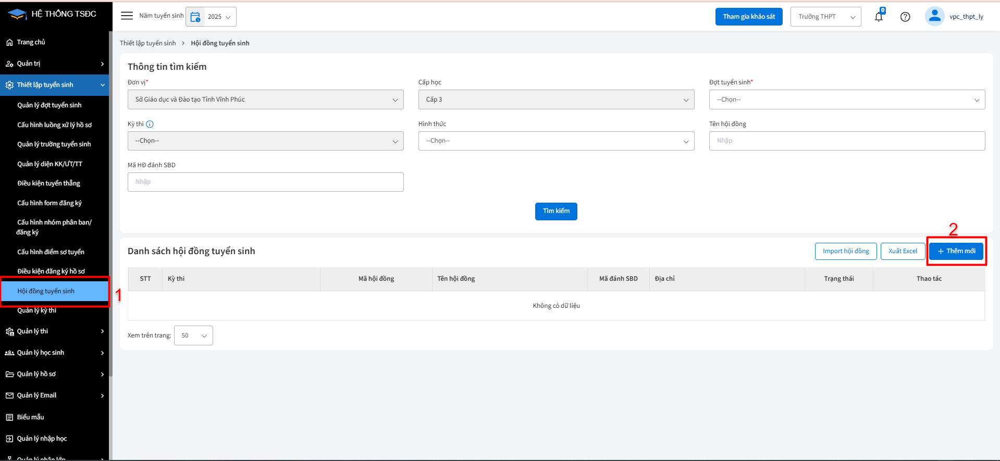 HỆ THỐNG TSĐC
Năm tuyển sinh 2025
Tham gia khảo sát
Trường THPT
0
vpc_thpt_ly
Trang chủ
Quản trị
Thiết lập tuyển sinh
Quản lý đợt tuyển sinh
Cấu hình luồng xử lý hồ sơ
Quản lý trường tuyển sinh
Quản lý diện KK/ƯT/TT
Điều kiện tuyển thẳng
Cấu hình form đăng ký
Cấu hình nhóm phân ban/
đăng ký
Cấu hình điểm sơ tuyển
Điều kiện đăng ký hồ sơ
Hội đồng tuyển sinh
1
Quản lý kỳ thi
Quản lý thi
Quản lý học sinh
Quản lý hồ sơ
Quản lý Email
Biểu mẫu
Quản lý nhập học
Quản lý phân lớp
Thiết lập tuyển sinh > Hội đồng tuyển sinh
Thông tin tìm kiếm
Đơn vị* Cấp học Đợt tuyển sinh*
Sở Giáo dục và Đào tạo Tỉnh Vĩnh Phúc Cấp 3 --Chọn--
Kỳ thi Hình thức Tên hội đồng
--Chọn-- --Chọn-- Nhập
Mã HĐ đánh SBD
Nhập
Tìm kiếm
2
Danh sách hội đồng tuyển sinh Import hội đồng Xuất Excel + Thêm mới
STT Kỳ thi Mã hội đồng Tên hội đồng Mã đánh SBD Địa chỉ Trạng thái Thao tác
Không có dữ liệu
Xem trên trang: 50